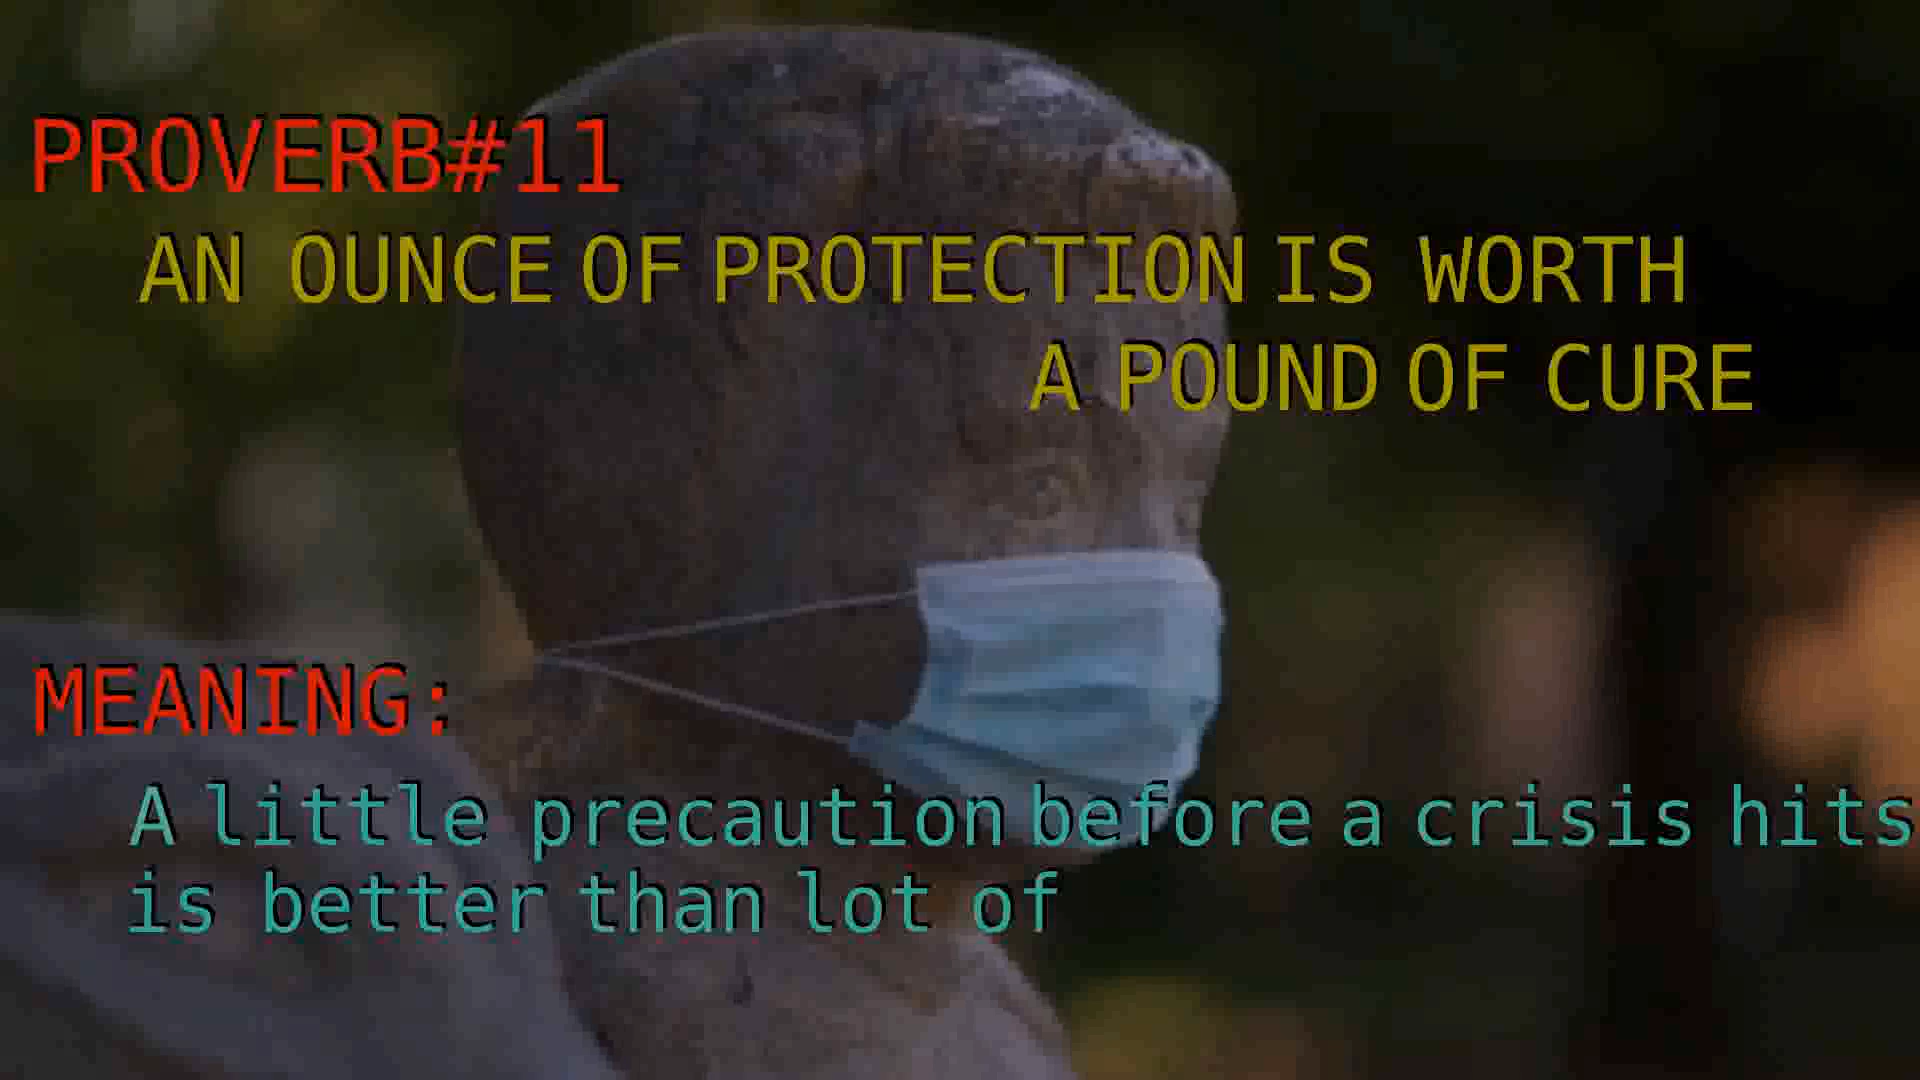 PROVERB#11
AN OUNCE OF PROTECTION IS WORTH
A POUND OF CURE
MEANING:
A little precaution before a crisis hits
is better than lot of